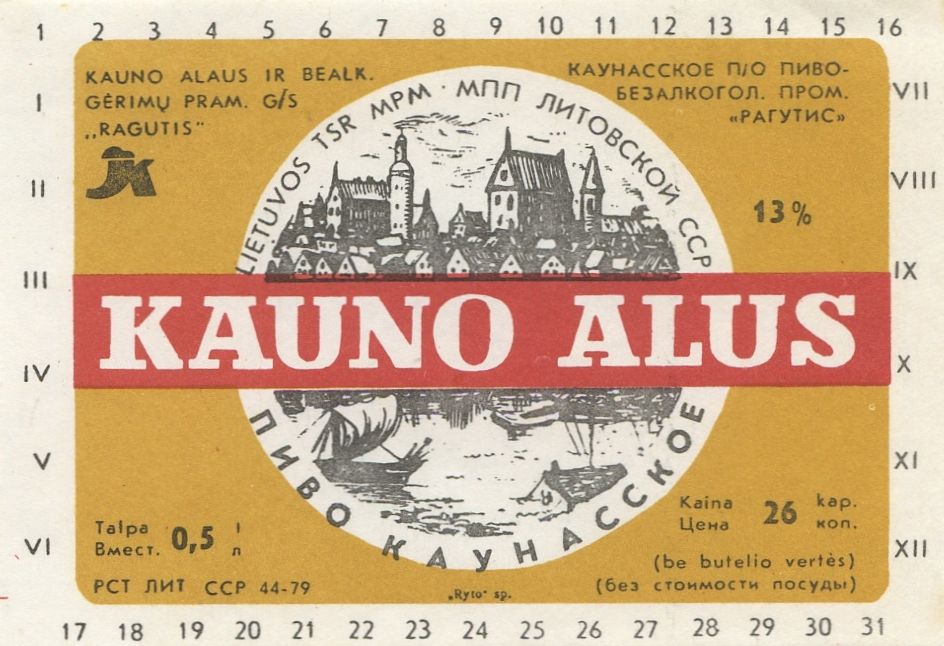 1 2 3 4 5 6 7 8 9 10 11 12 13 14 15 16
KAUNO ALAUS IR BEALK.
GĖRIMŲ PRAM. G/S
„RAGUTIS"
КАУНАССКОЕ П/О ПИВО-
БЕЗАЛКОГОЛ. ПРОМ.
«РАГУТИС»
LIETUVOS TSR MPM · МПП ЛИТОВСКОЙ ССР
13%
I
II
III
IV
V
VI
VII
VIII
IX
X
XI
XII
KAUNO ALUS
ПИВО КАУНАССКОЕ
Talpa 0,5 l
Вмест. л
РСТ ЛИТ ССР 44-79
Kaina 26 kap.
Цена коп.
(be butelio vertės)
(без стоимости посуды)
„Ryto" sp.
17 18 19 20 21 22 23 24 25 26 27 28 29 30 31